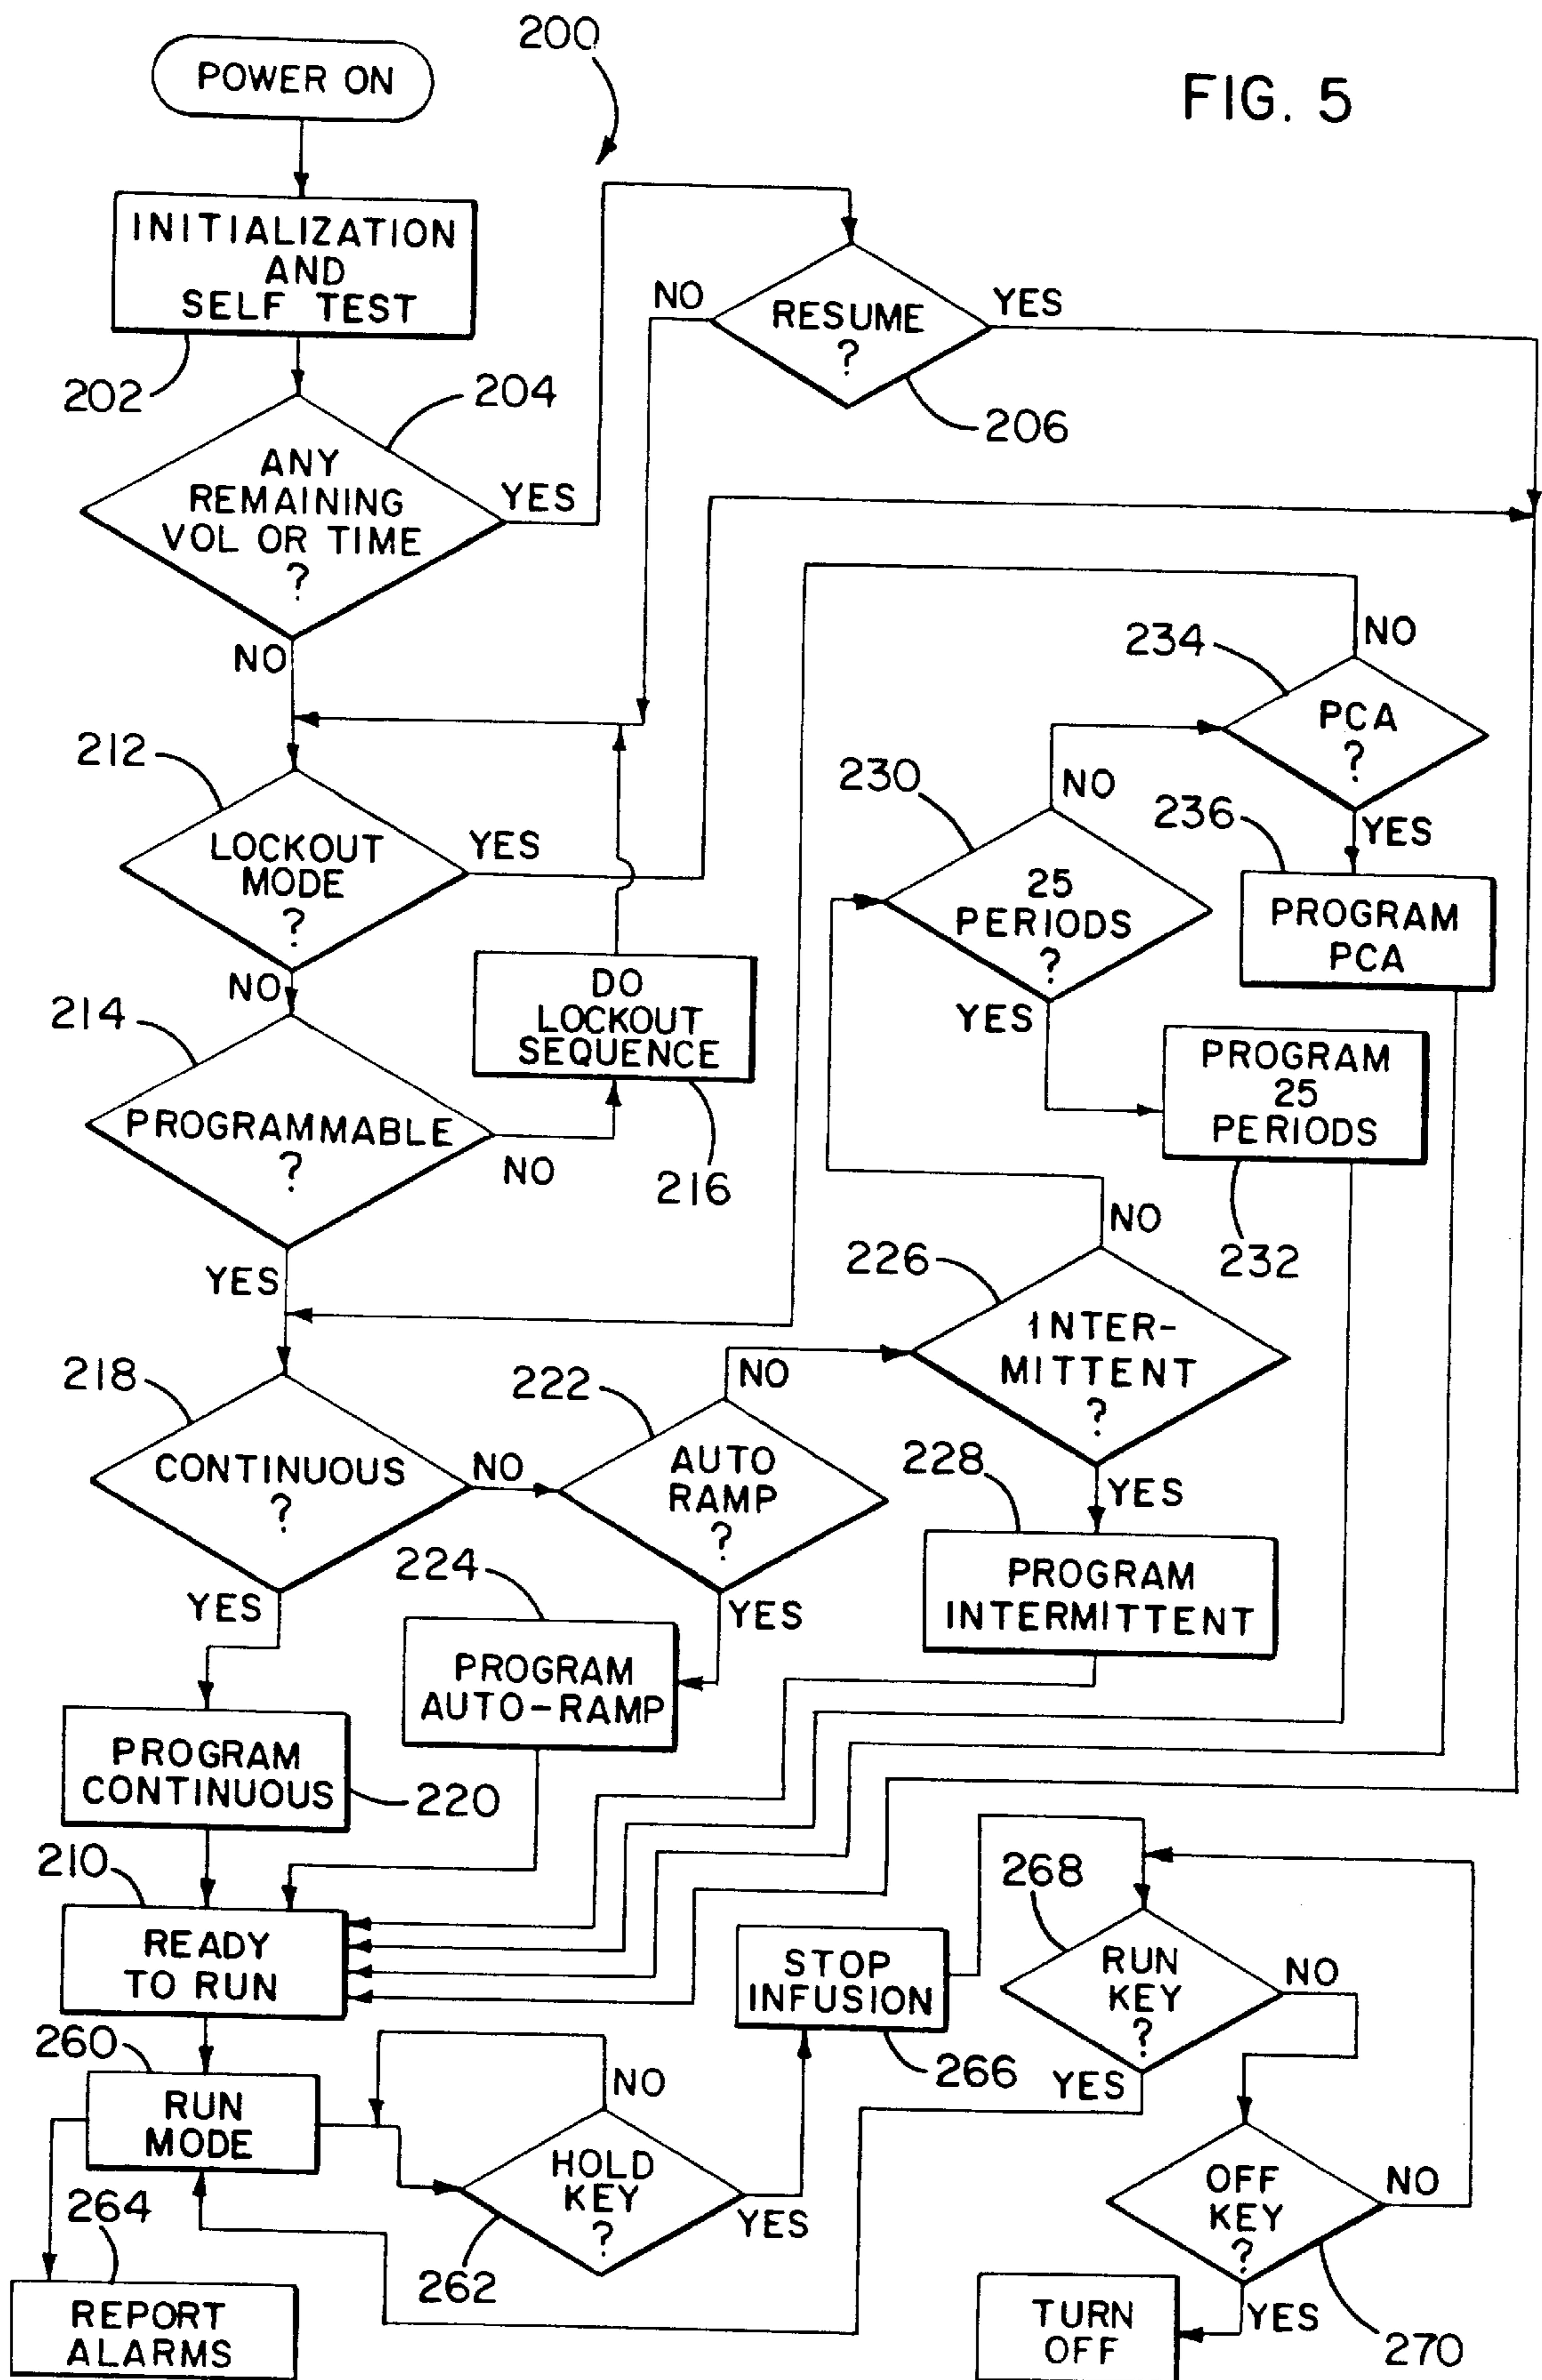 200
POWER ON
FIG. 5
INITIALIZATION
AND
SELF TEST
202
NO
RESUME
?
YES
206
204
ANY
REMAINING
VOL OR TIME
?
YES
NO
234
NO
PCA
?
YES
212
LOCKOUT
MODE
?
YES
NO
230
NO
25
PERIODS
?
YES
236
PROGRAM
PCA
214
PROGRAMMABLE
?
NO
YES
DO
LOCKOUT
SEQUENCE
216
PROGRAM
25
PERIODS
232
226
NO
INTER-
MITTENT
?
YES
218
CONTINUOUS
?
NO
YES
222
NO
AUTO
RAMP
?
YES
228
PROGRAM
INTERMITTENT
224
PROGRAM
AUTO-RAMP
PROGRAM
CONTINUOUS
220
210
READY
TO RUN
STOP
INFUSION
266
268
RUN
KEY
?
NO
YES
260
RUN
MODE
NO
HOLD
KEY
?
YES
262
OFF
KEY
?
NO
YES
270
264
REPORT
ALARMS
TURN
OFF